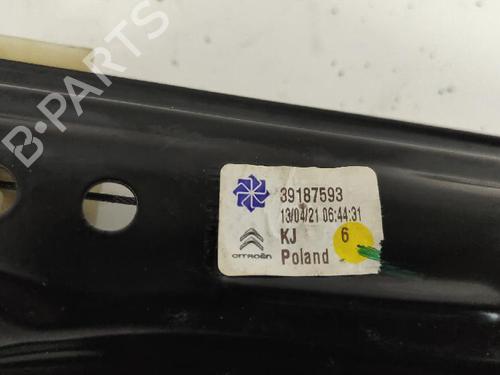 B-PARTS
39187593
13/04/21 06:44:31
KJ 6
CITROËN Poland